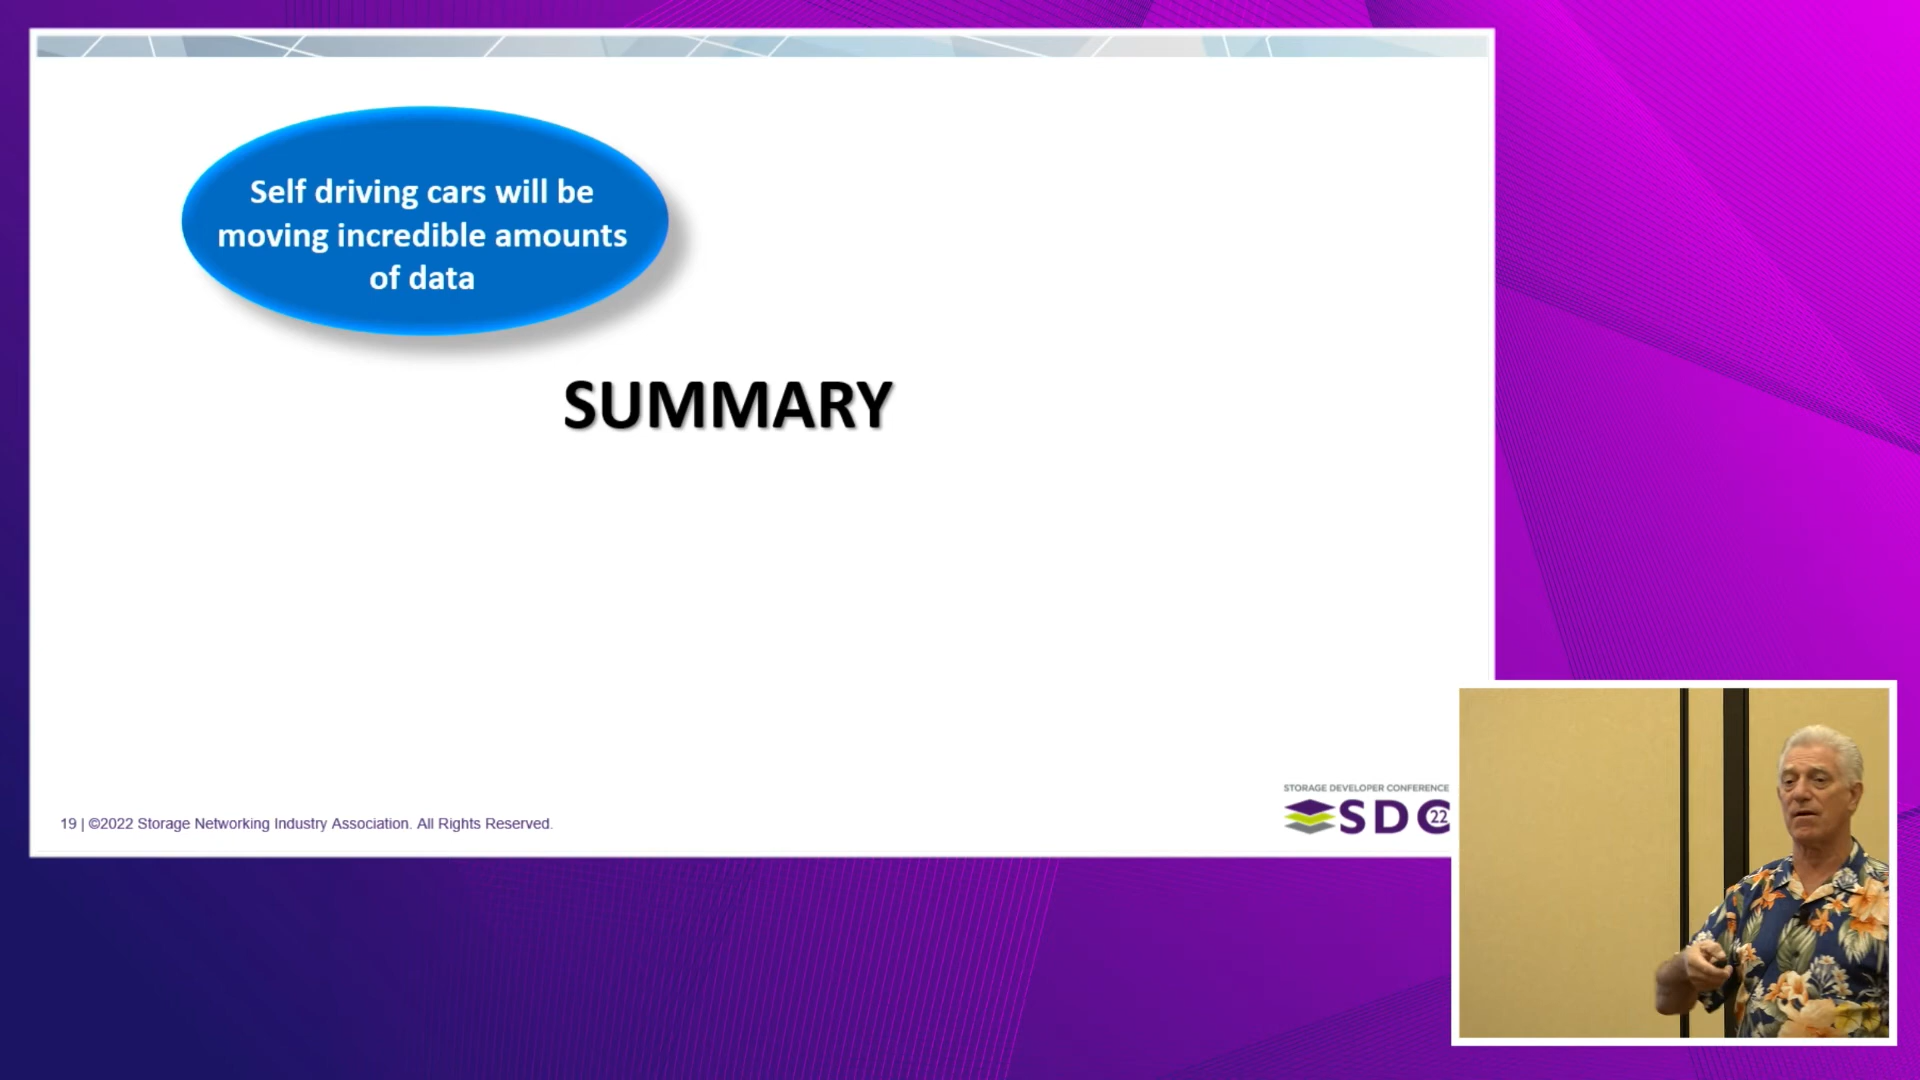 Self driving cars will be
moving incredible amounts
of data
SUMMARY
19 | ©2022 Storage Networking Industry Association. All Rights Reserved.
STORAGE DEVELOPER CONFERENCE
SDC
22